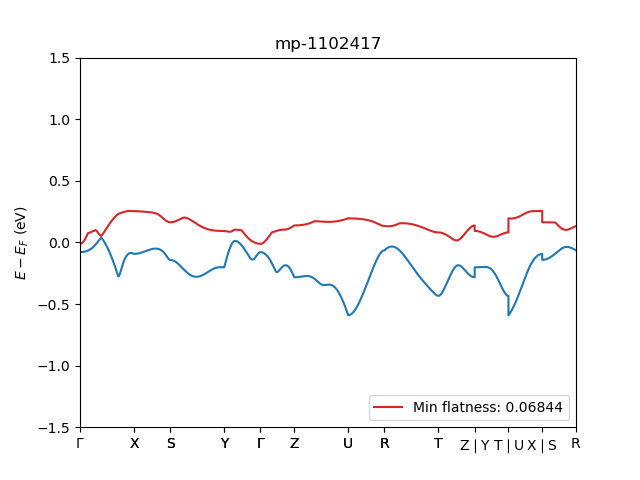 mp-1102417
1.5
1.0
0.5
0.0
−0.5
−1.0
−1.5
E − E_F (eV)
Min flatness: 0.06844
Γ X S Y Γ Z U R T Z|Y T|U X|S R